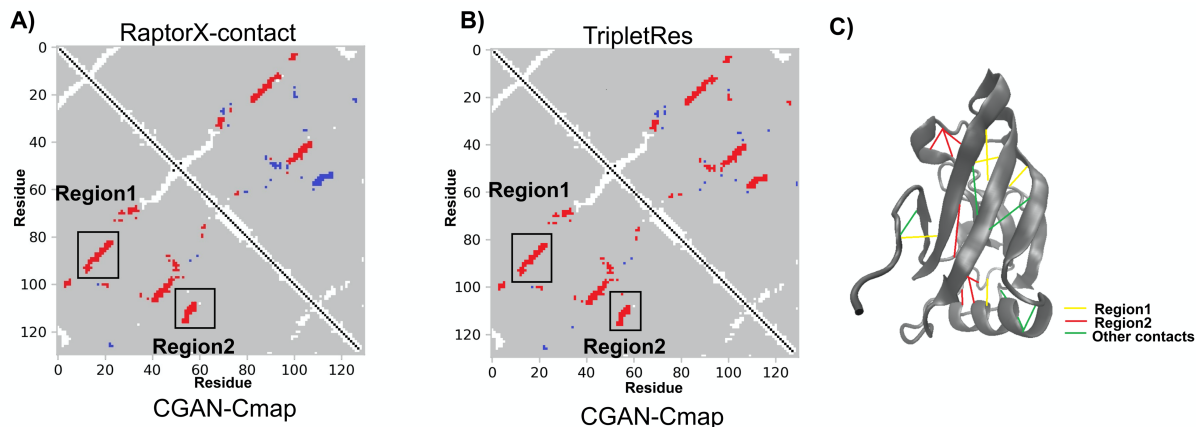 A)
RaptorX-contact
0
20
40
60
80
100
120
Residue
Region1
Region2
0 20 40 60 80 100 120
Residue
CGAN-Cmap
B)
TripletRes
0
20
40
60
80
100
120
Residue
Region1
Region2
0 20 40 60 80 100 120
Residue
CGAN-Cmap
C)
Region1
Region2
Other contacts